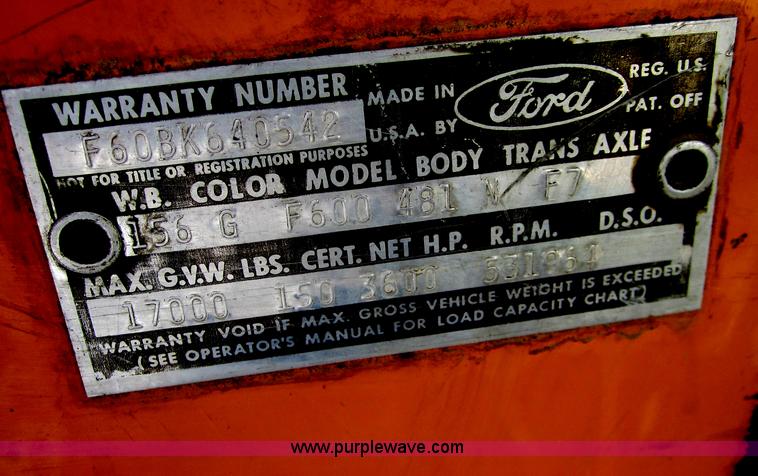 WARRANTY NUMBER MADE IN Ford REG. U.S.
F60BK640542 U.S.A. BY PAT. OFF
NOT FOR TITLE OR REGISTRATION PURPOSES
W.B. COLOR MODEL BODY TRANS AXLE
156 G F600 481 N F7
MAX. G.V.W. LBS. CERT. NET H.P. R.P.M. D.S.O.
17000 150 3600 531964
WARRANTY VOID IF MAX. GROSS VEHICLE WEIGHT IS EXCEEDED
(SEE OPERATOR'S MANUAL FOR LOAD CAPACITY CHART)
www.purplewave.com